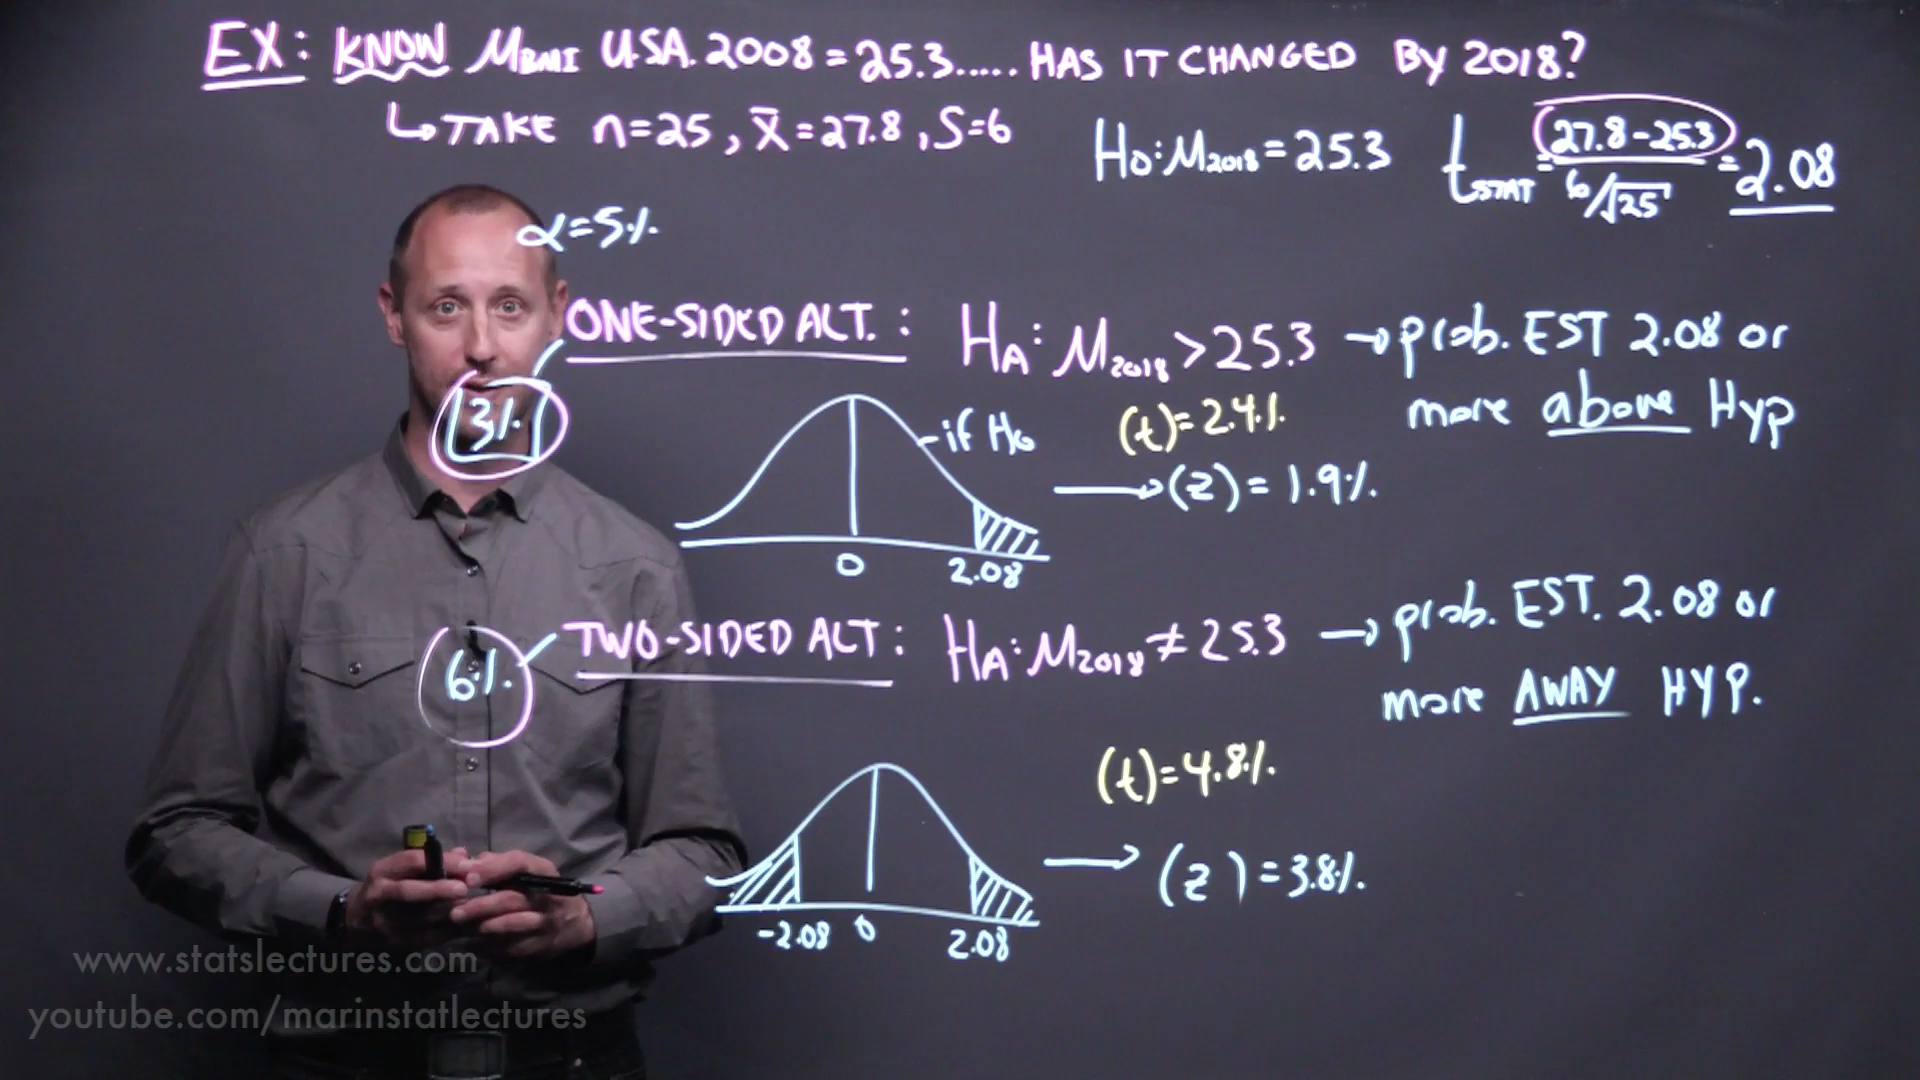 EX: KNOW μBMI USA. 2008 = 25.3..... HAS IT CHANGED BY 2018?
↳ TAKE n=25, x̄=27.8, S=6
H0: μ2018 = 25.3
tSTAT = (27.8-25.3) / (6/√25) = 2.08
α=5%
ONE-SIDED ALT.: HA: μ2018 > 25.3 → prob. EST 2.08 or
more above Hyp
3%
if H0
(t)=2.4%
→ (z)= 1.9%
0 2.08
TWO-SIDED ALT: HA: μ2018 ≠ 25.3 → prob. EST. 2.08 or
more AWAY HYP.
6%
(t)=4.8%
→ (z)=3.8%
-2.08 0 2.08
www.statslectures.com
youtube.com/marinstatlectures